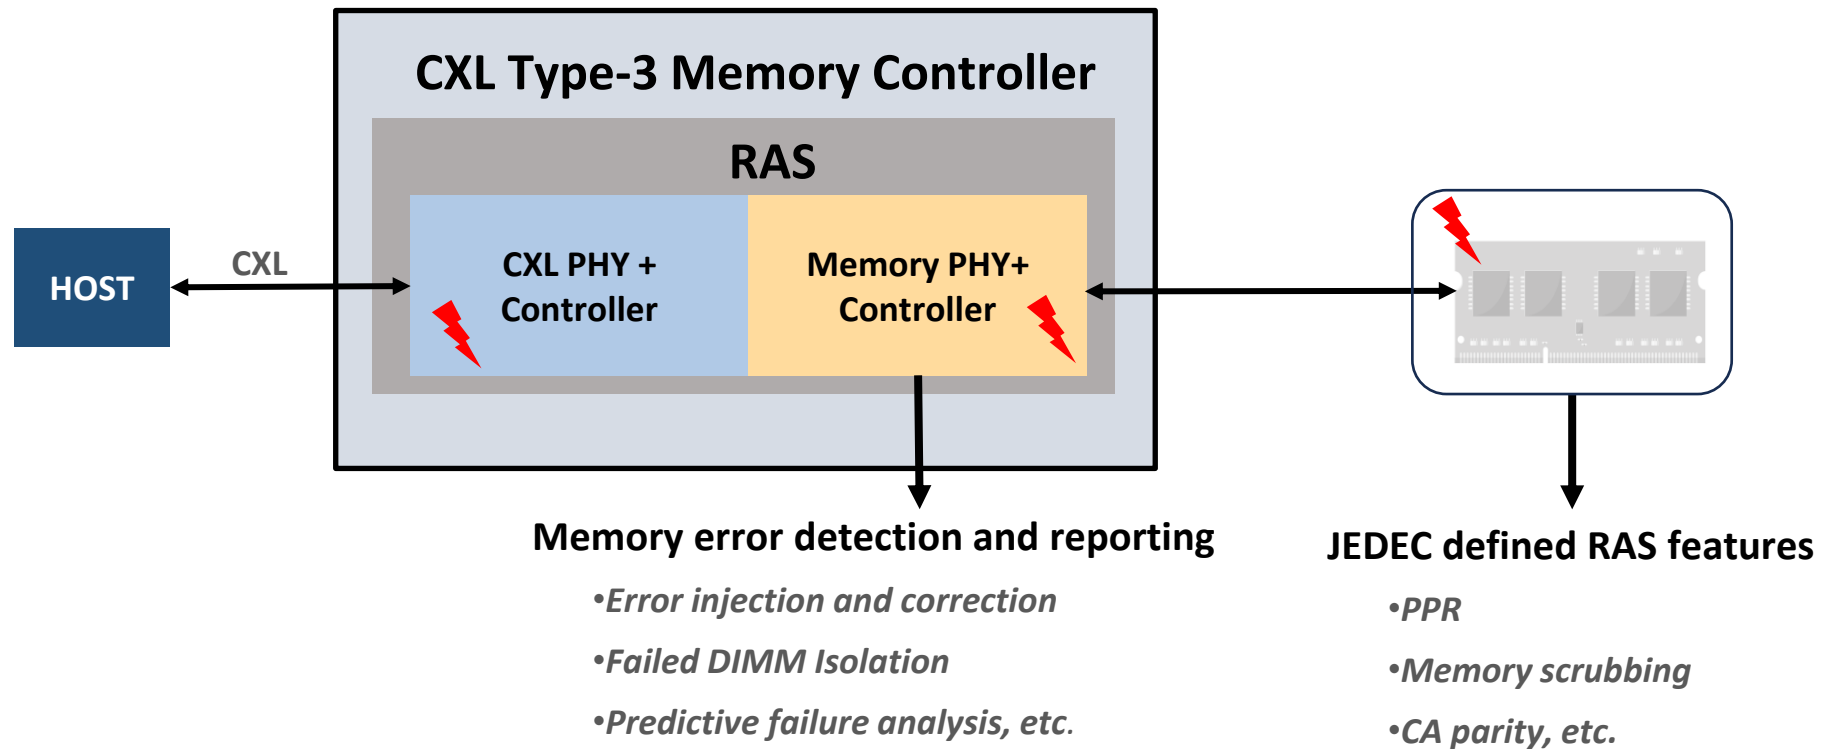 CXL Type-3 Memory Controller
RAS
HOST
CXL
CXL PHY +
Controller
Memory PHY+
Controller
Memory error detection and reporting
•Error injection and correction
•Failed DIMM Isolation
•Predictive failure analysis, etc.
JEDEC defined RAS features
•PPR
•Memory scrubbing
•CA parity, etc.